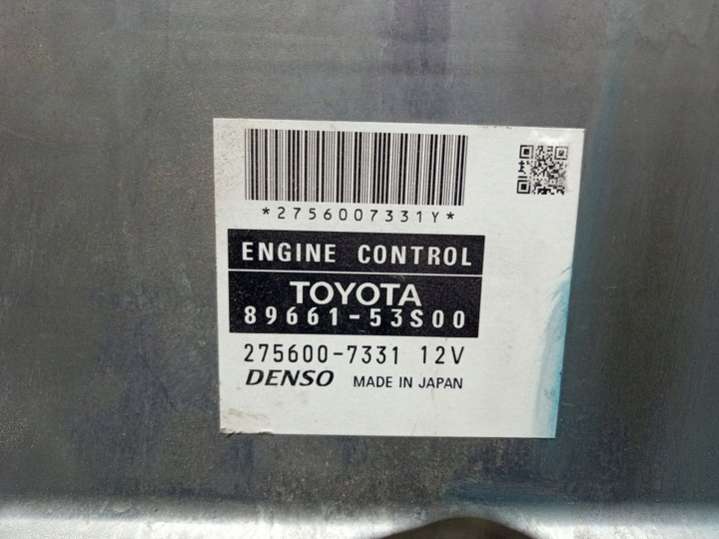 *2756007331Y*
ENGINE CONTROL
TOYOTA
89661-53S00
275600-7331 12V
DENSO MADE IN JAPAN